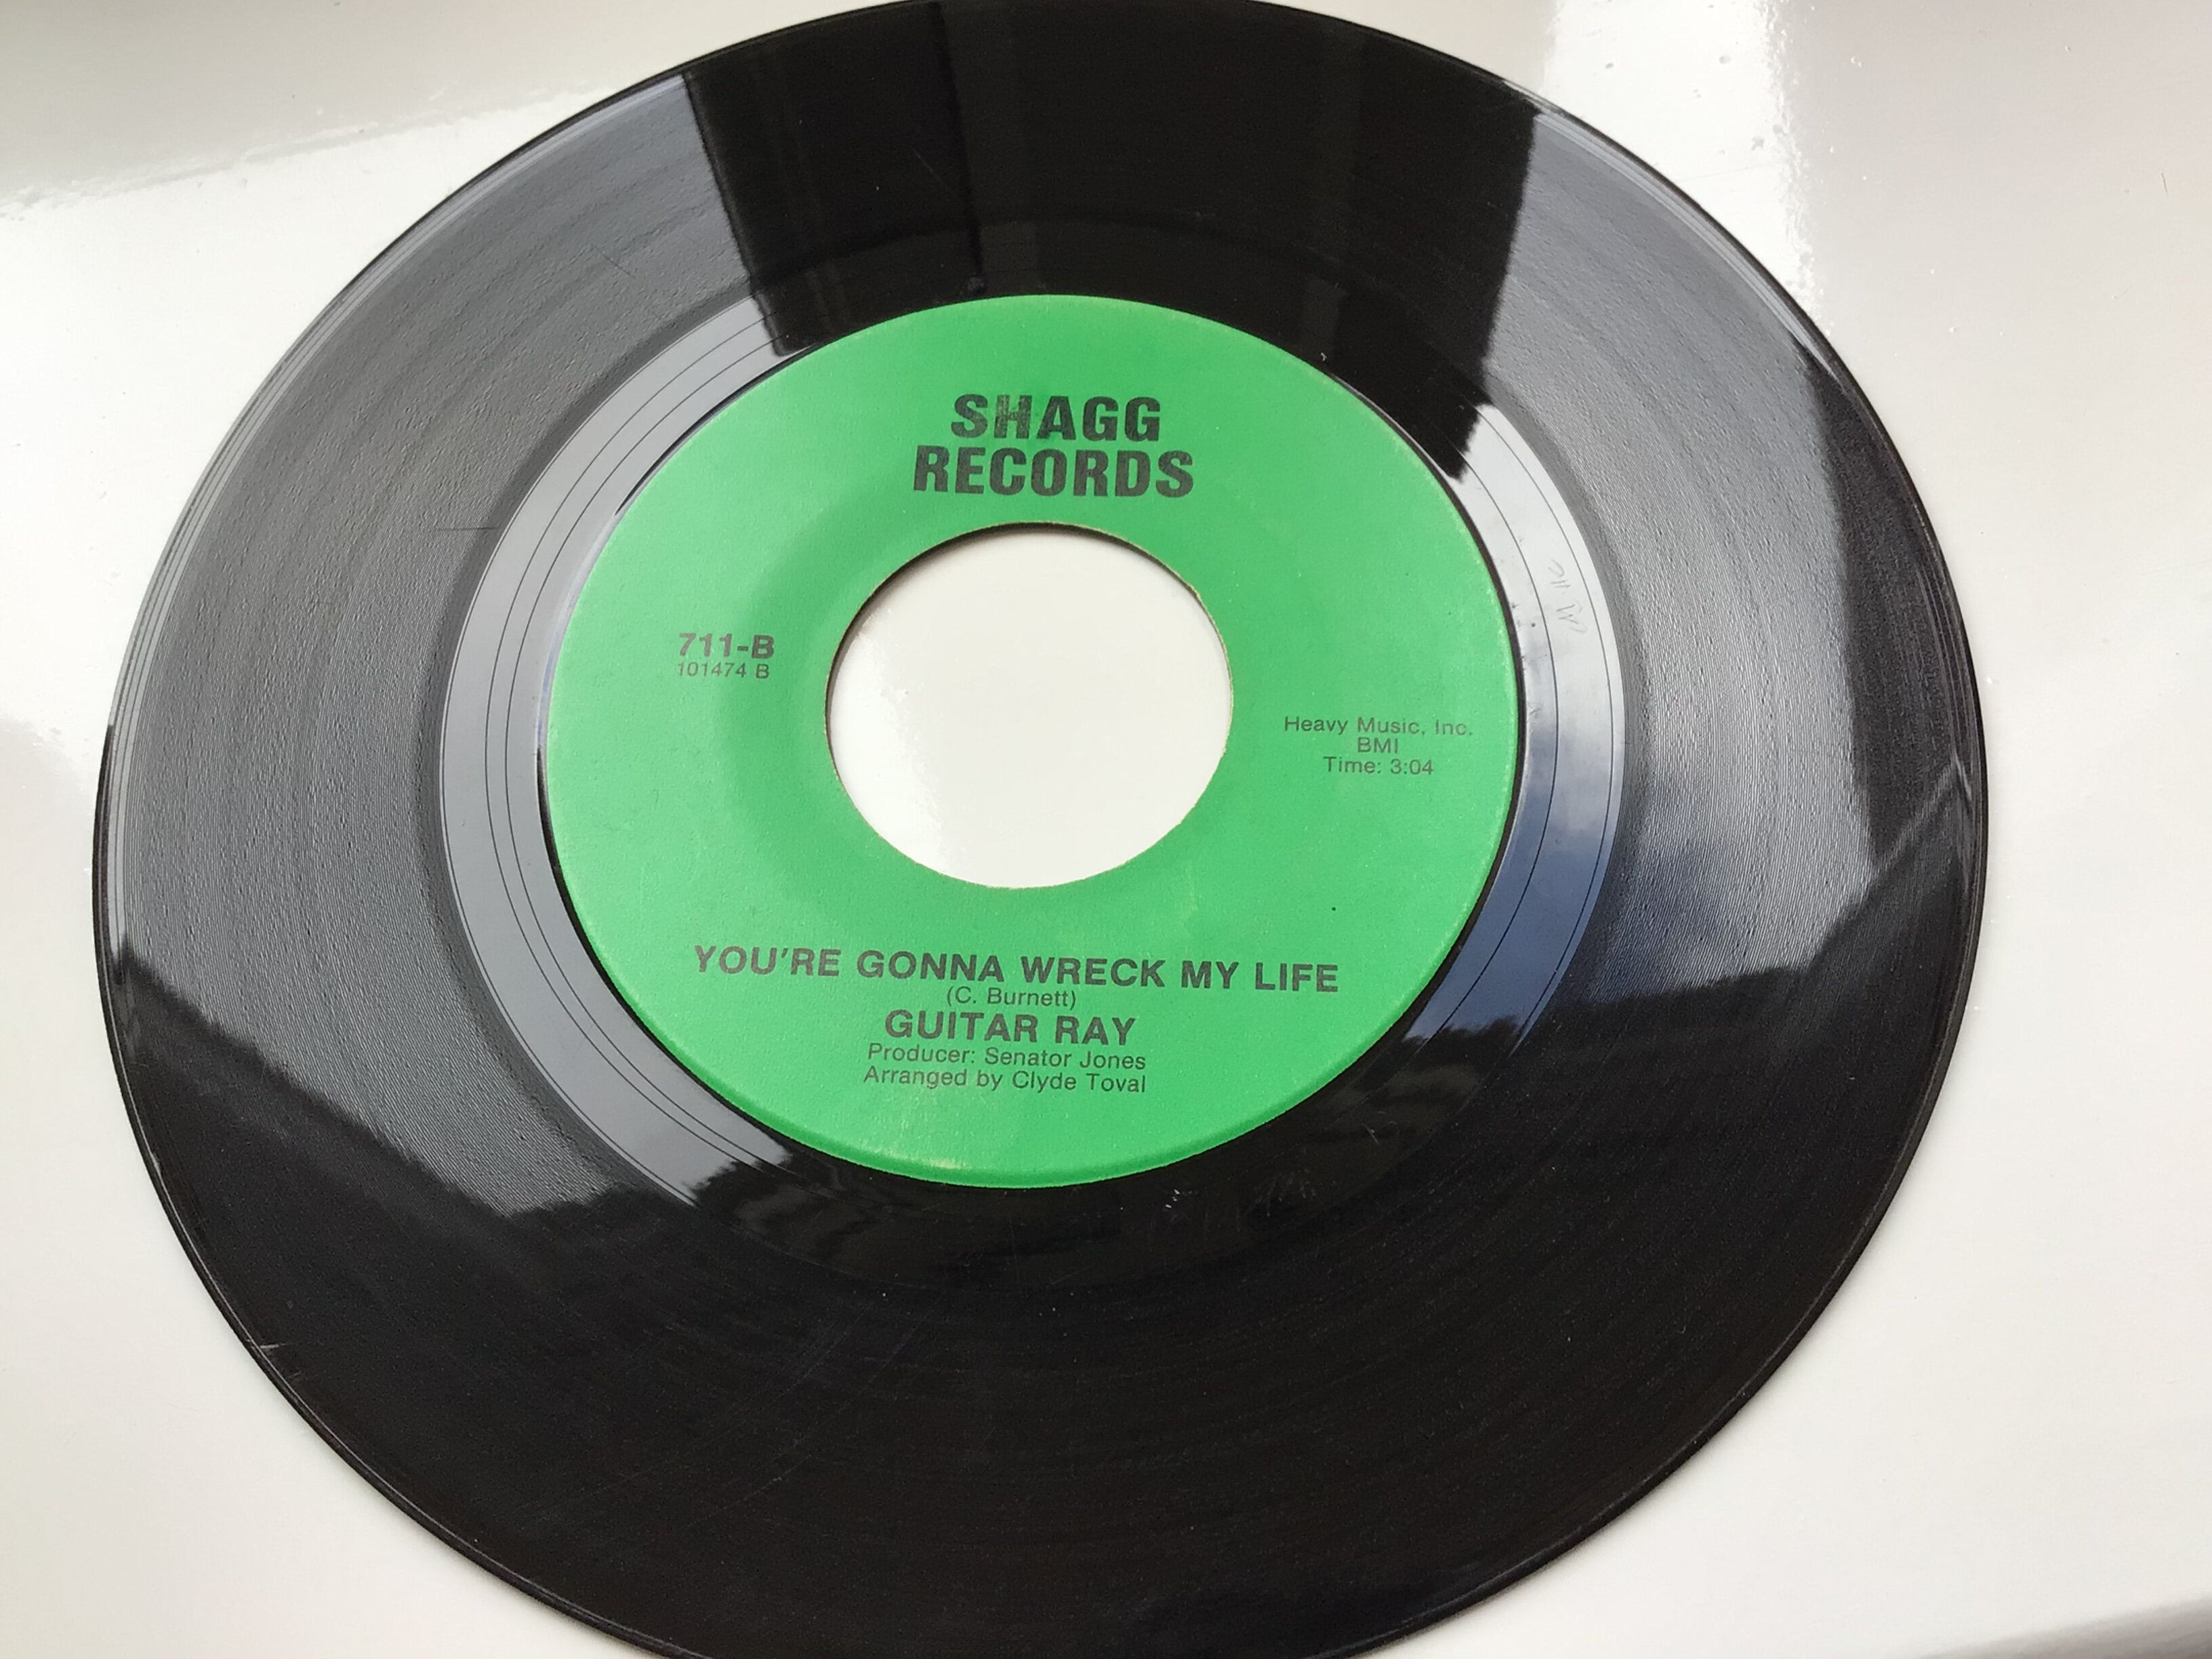 SHAGG
RECORDS
711-B
101474 B
Heavy Music, Inc.
BMI
Time: 3:04
YOU'RE GONNA WRECK MY LIFE
(C. Burnett)
GUITAR RAY
Producer: Senator Jones
Arranged by Clyde Toval